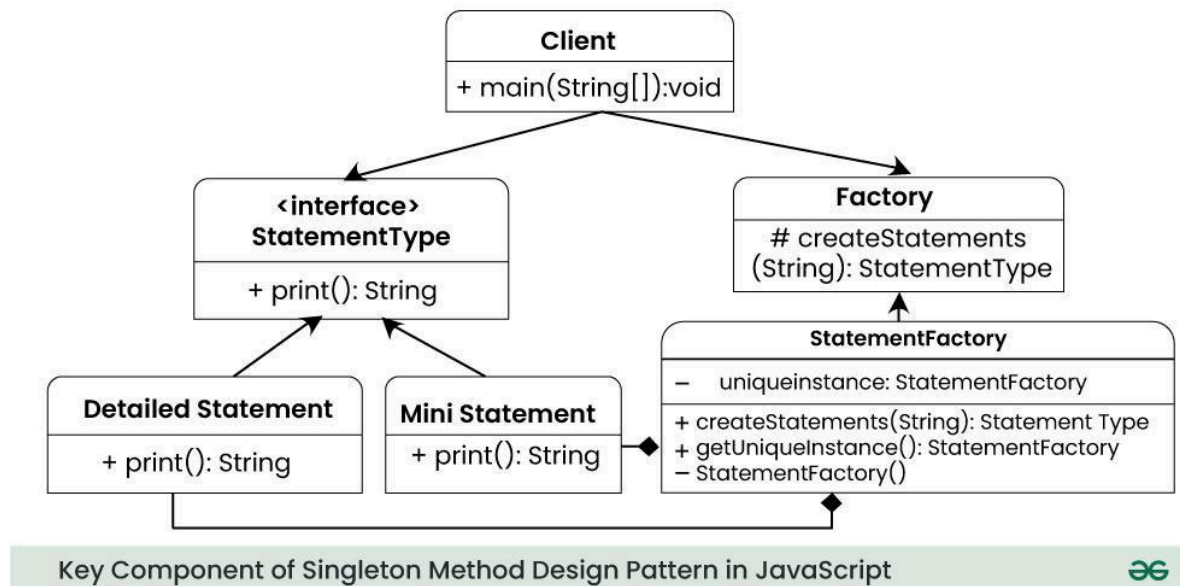 Client
+ main(String[]):void
<interface>
StatementType
+ print(): String
Factory
# createStatements
(String): StatementType
Detailed Statement
+ print(): String
Mini Statement
+ print(): String
StatementFactory
− uniqueinstance: StatementFactory
+ createStatements(String): Statement Type
+ getUniqueInstance(): StatementFactory
− StatementFactory()
Key Component of Singleton Method Design Pattern in JavaScript